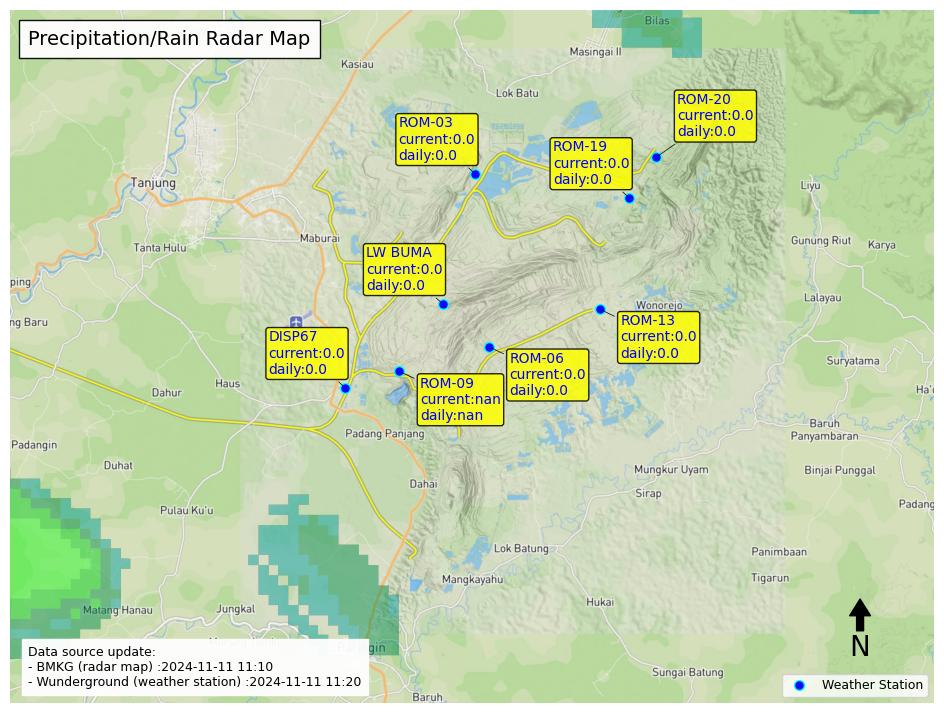 Precipitation/Rain Radar Map
Bilas
Masingai II
Kasiau
Lok Batu
ROM-20
current:0.0
daily:0.0
ROM-03
current:0.0
daily:0.0
ROM-19
current:0.0
daily:0.0
Tanjung
Liyu
Maburai
Tanta Hulu
Gunung Riut
Karya
LW BUMA
current:0.0
daily:0.0
ping
Lalayau
Wonorejo
ng Baru
ROM-13
current:0.0
daily:0.0
DISP67
current:0.0
daily:0.0
ROM-06
current:0.0
daily:0.0
Suryatama
ROM-09
current:nan
daily:nan
Haus
Dahur
Ha'o
Baruh
Panyambaran
Padang Panjang
Padangin
Duhat
Mungkur Uyam
Binjai Punggal
Dahai
Sirap
Padang
Pulau Ku'u
Lok Batung
Panimbaan
Mangkayahu
Tigarun
Matang Hanau
Jungkal
Hukai
N
Data source update:
- BMKG (radar map) :2024-11-11 11:10
- Wunderground (weather station) :2024-11-11 11:20
Sungai Batung
Weather Station
Baruh